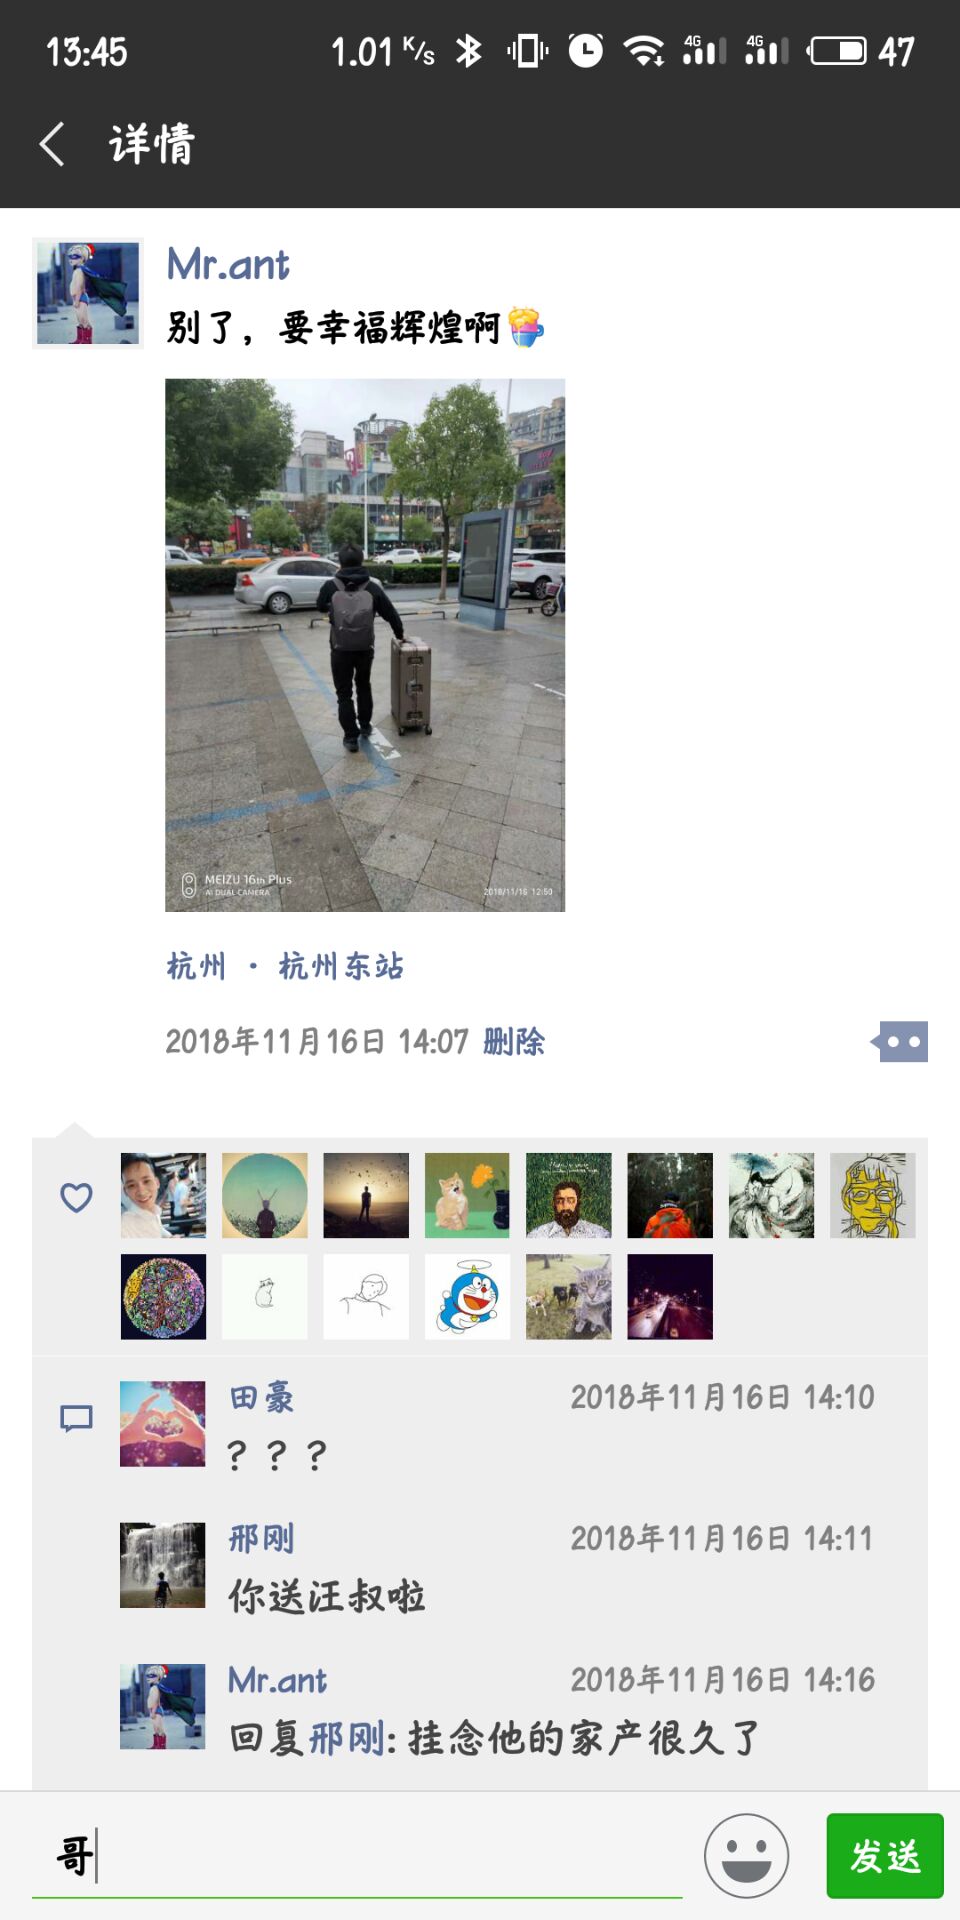 13:45 1.01 K/s 4G 4G 47
详情
Mr.ant
别了，要幸福辉煌啊
MEIZU 16th Plus
AI DUAL CAMERA
2018/11/16 12:50
杭州 · 杭州东站
2018年11月16日 14:07 删除
田豪 2018年11月16日 14:10
？？？
邢刚 2018年11月16日 14:11
你送汪叔啦
Mr.ant 2018年11月16日 14:16
回复邢刚: 挂念他的家产很久了
哥 发送